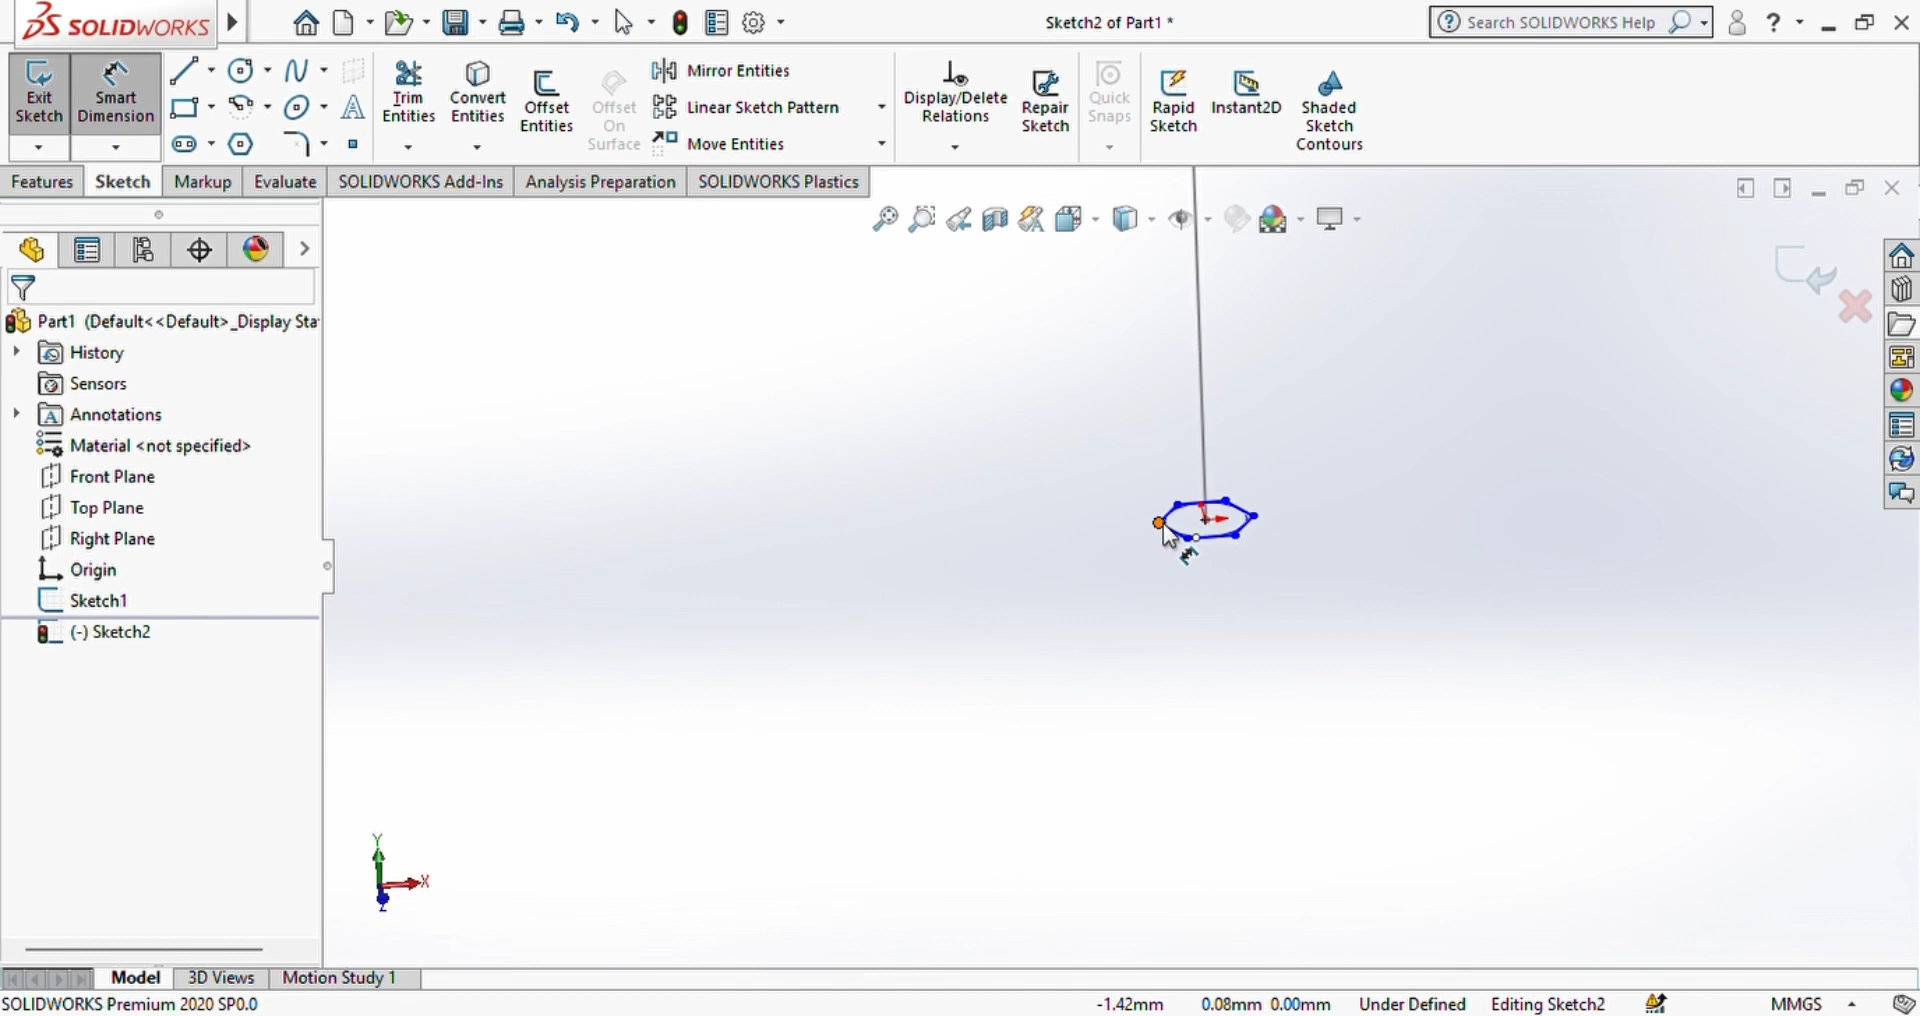 SOLIDWORKS
Sketch2 of Part1 *
Search SOLIDWORKS Help
?
Exit Sketch
Smart Dimension
Trim Entities
Convert Entities
Offset Entities
Offset On Surface
Mirror Entities
Linear Sketch Pattern
Move Entities
Display/Delete Relations
Repair Sketch
Quick Snaps
Rapid Sketch
Instant2D
Shaded Sketch Contours
Features
Sketch
Markup
Evaluate
SOLIDWORKS Add-Ins
Analysis Preparation
SOLIDWORKS Plastics
Part1 (Default<<Default>_Display Sta
History
Sensors
Annotations
Material <not specified>
Front Plane
Top Plane
Right Plane
Origin
Sketch1
(-) Sketch2
Y
X
Z
Model
3D Views
Motion Study 1
SOLIDWORKS Premium 2020 SP0.0
-1.42mm
0.08mm 0.00mm
Under Defined
Editing Sketch2
MMGS